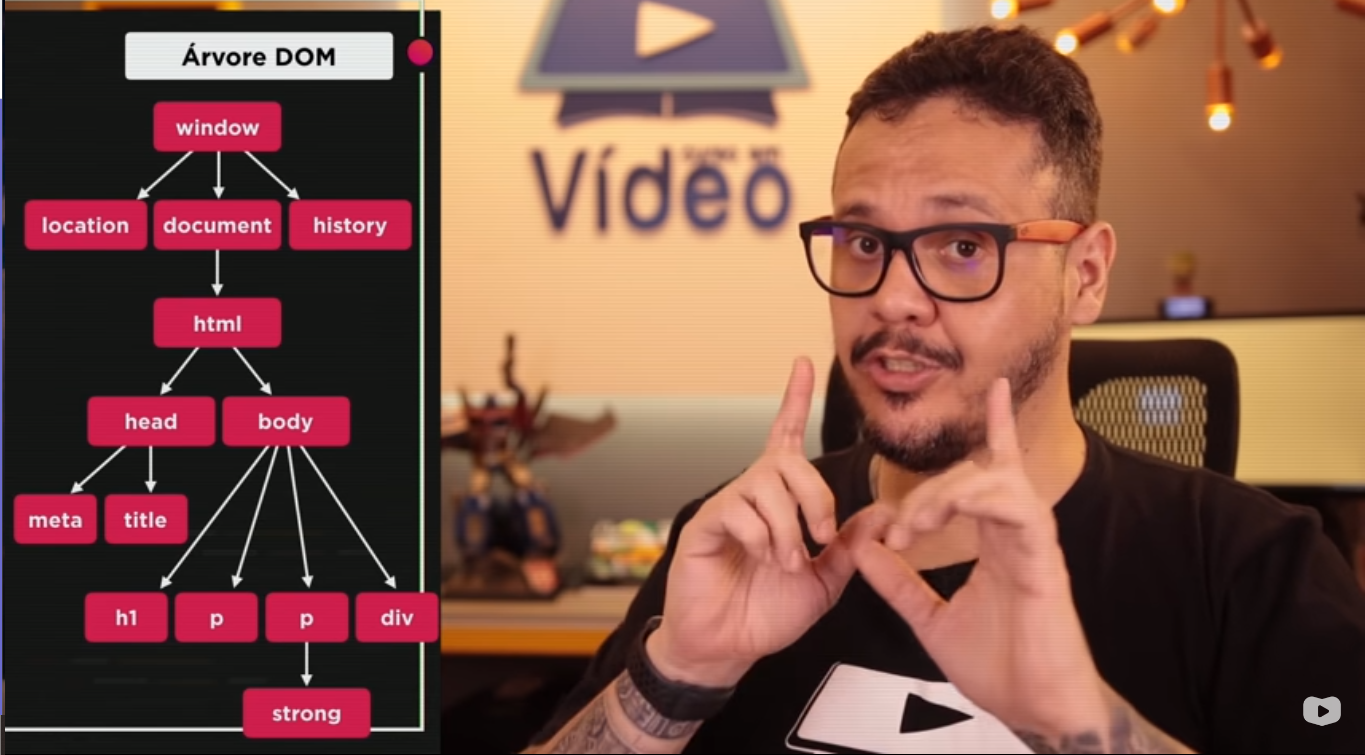 Árvore DOM
window
location
document
history
html
head
body
meta
title
h1
p
p
div
strong
Vídeo